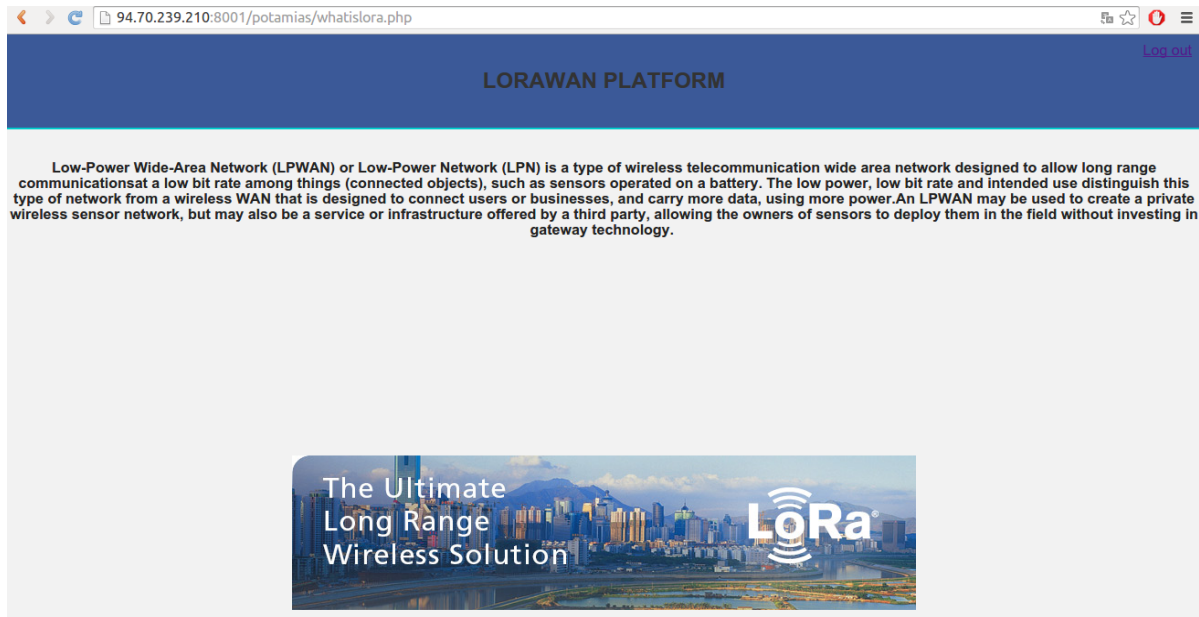 94.70.239.210:8001/potamias/whatislora.php
Log out
LORAWAN PLATFORM
Low-Power Wide-Area Network (LPWAN) or Low-Power Network (LPN) is a type of wireless telecommunication wide area network designed to allow long range
communicationsat a low bit rate among things (connected objects), such as sensors operated on a battery. The low power, low bit rate and intended use distinguish this
type of network from a wireless WAN that is designed to connect users or businesses, and carry more data, using more power.An LPWAN may be used to create a private
wireless sensor network, but may also be a service or infrastructure offered by a third party, allowing the owners of sensors to deploy them in the field without investing in
gateway technology.
The Ultimate
Long Range
Wireless Solution
LoRa®